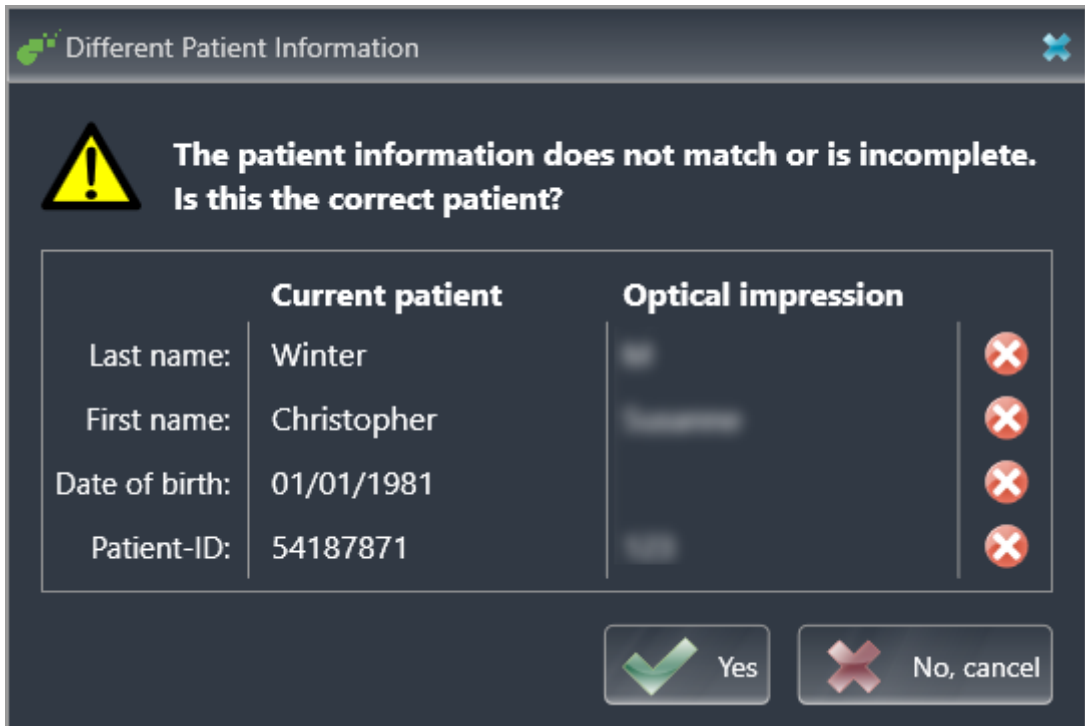 Different Patient Information
The patient information does not match or is incomplete.
Is this the correct patient?
Current patient Optical impression
Last name: Winter
First name: Christopher
Date of birth: 01/01/1981
Patient-ID: 54187871
Yes No, cancel